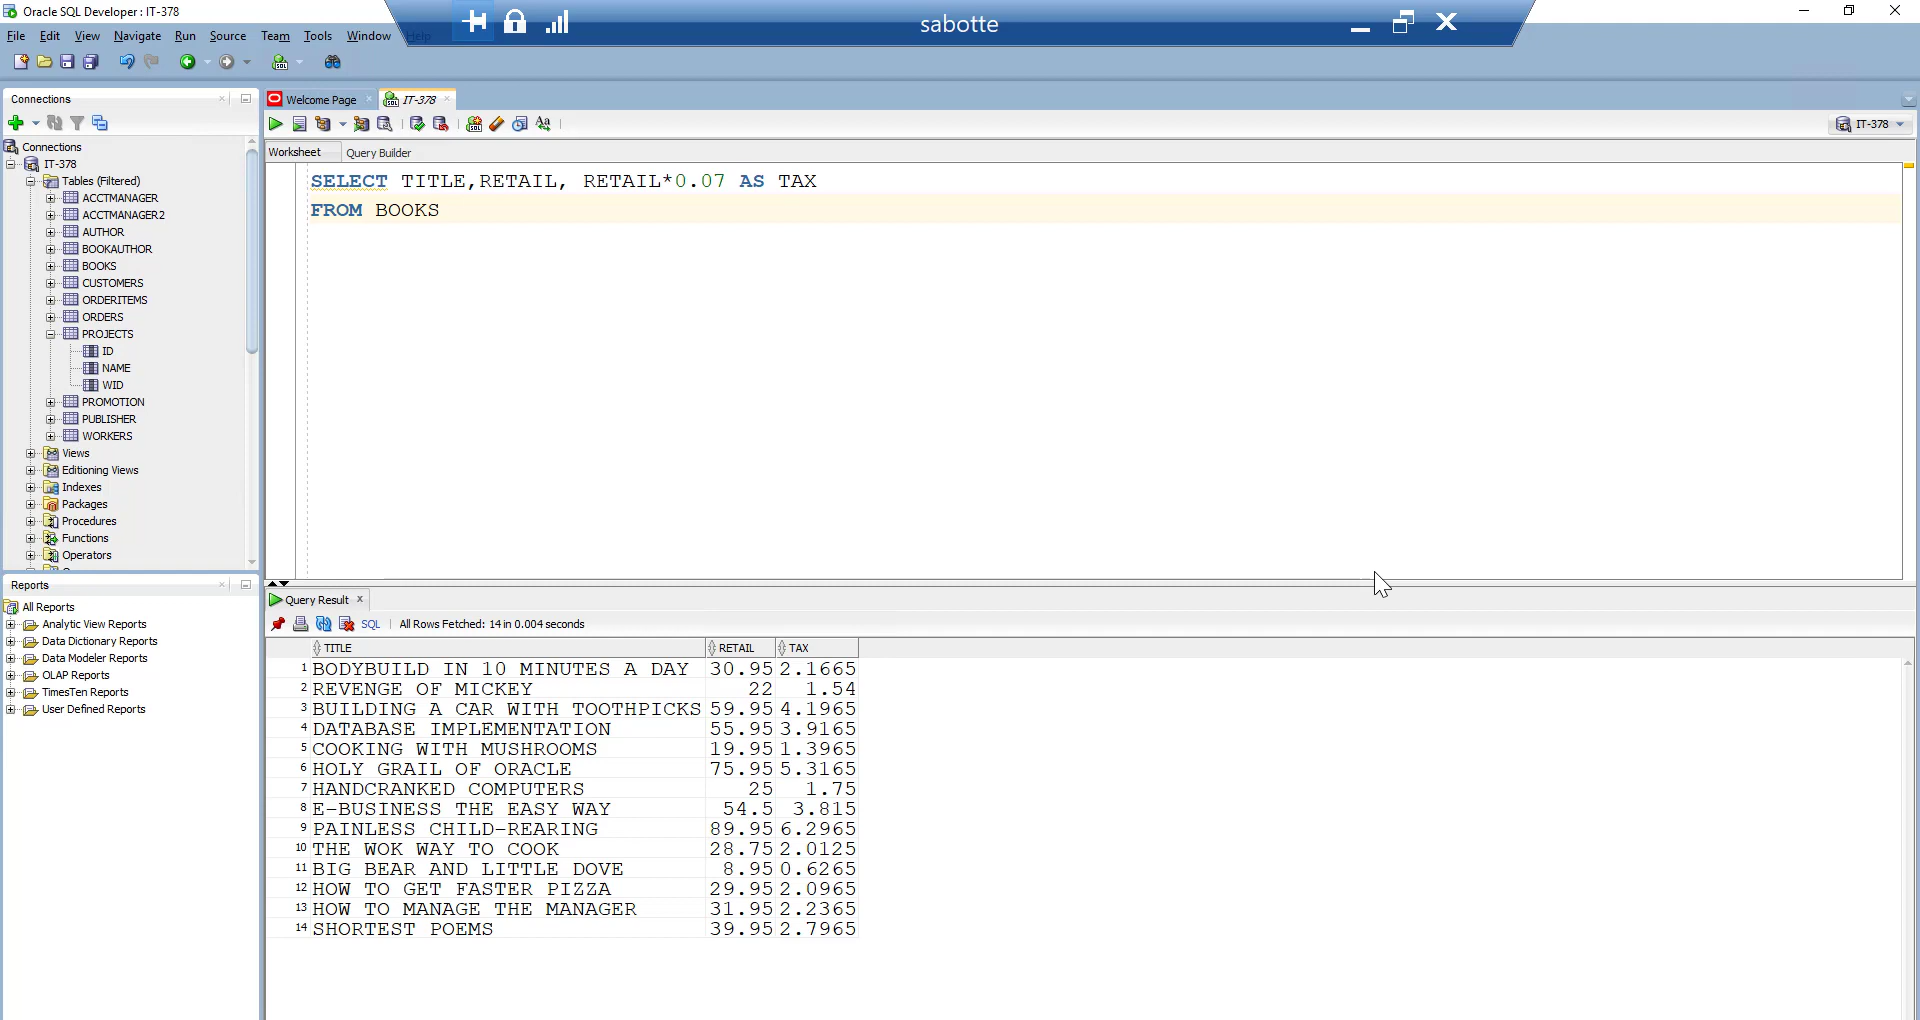 Oracle SQL Developer : IT-378
sabotte
File Edit View Navigate Run Source Team Tools Window Help
Connections
Welcome Page
IT-378
IT-378
Worksheet Query Builder
Connections
IT-378
Tables (Filtered)
ACCTMANAGER
ACCTMANAGER2
AUTHOR
BOOKAUTHOR
BOOKS
CUSTOMERS
ORDERITEMS
ORDERS
PROJECTS
ID
NAME
WID
PROMOTION
PUBLISHER
WORKERS
Views
Editioning Views
Indexes
Packages
Procedures
Functions
Operators
SELECT TITLE,RETAIL, RETAIL*0.07 AS TAX
FROM BOOKS
Reports
All Reports
Analytic View Reports
Data Dictionary Reports
Data Modeler Reports
OLAP Reports
TimesTen Reports
User Defined Reports
Query Result
SQL | All Rows Fetched: 14 in 0.004 seconds
TITLE RETAIL TAX
1 BODYBUILD IN 10 MINUTES A DAY 30.95 2.1665
2 REVENGE OF MICKEY 22 1.54
3 BUILDING A CAR WITH TOOTHPICKS 59.95 4.1965
4 DATABASE IMPLEMENTATION 55.95 3.9165
5 COOKING WITH MUSHROOMS 19.95 1.3965
6 HOLY GRAIL OF ORACLE 75.95 5.3165
7 HANDCRANKED COMPUTERS 25 1.75
8 E-BUSINESS THE EASY WAY 54.5 3.815
9 PAINLESS CHILD-REARING 89.95 6.2965
10 THE WOK WAY TO COOK 28.75 2.0125
11 BIG BEAR AND LITTLE DOVE 8.95 0.6265
12 HOW TO GET FASTER PIZZA 29.95 2.0965
13 HOW TO MANAGE THE MANAGER 31.95 2.2365
14 SHORTEST POEMS 39.95 2.7965